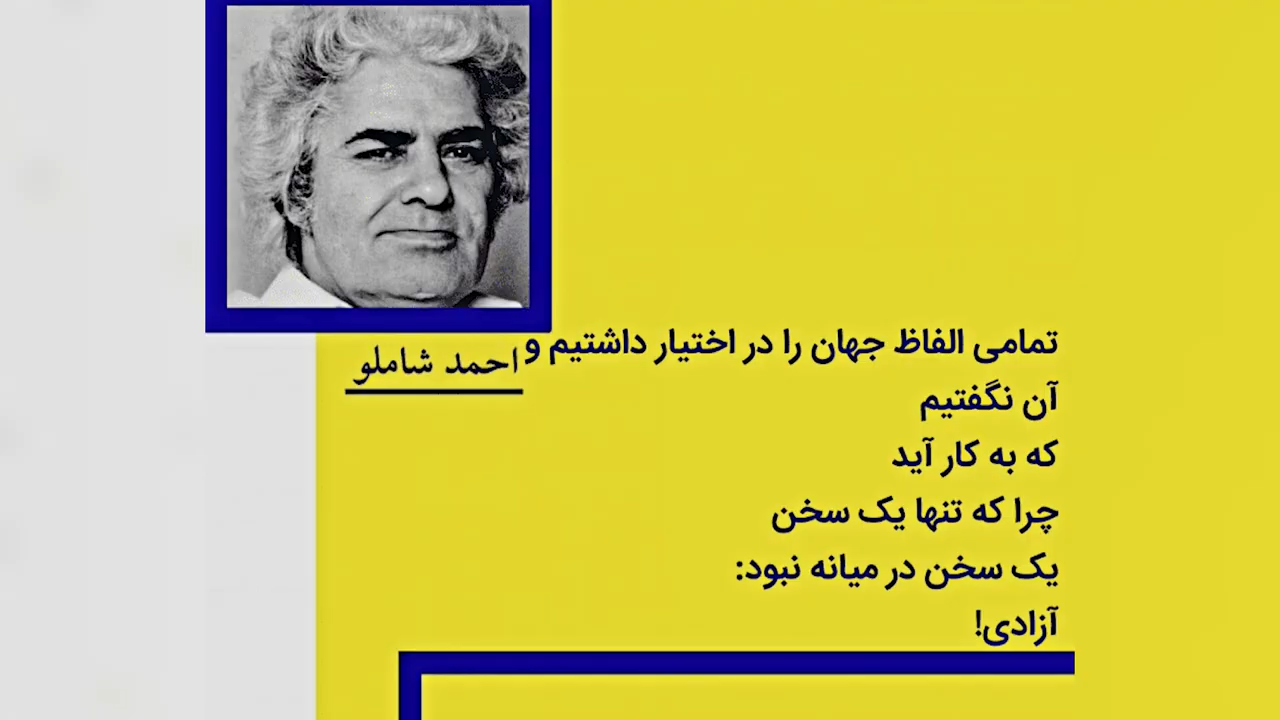 احمد شاملو
تمامی الفاظ جهان را در اختیار داشتیم و
آن نگفتیم
که به کار آید
چرا که تنها یک سخن
یک سخن در میانه نبود:
آزادی!